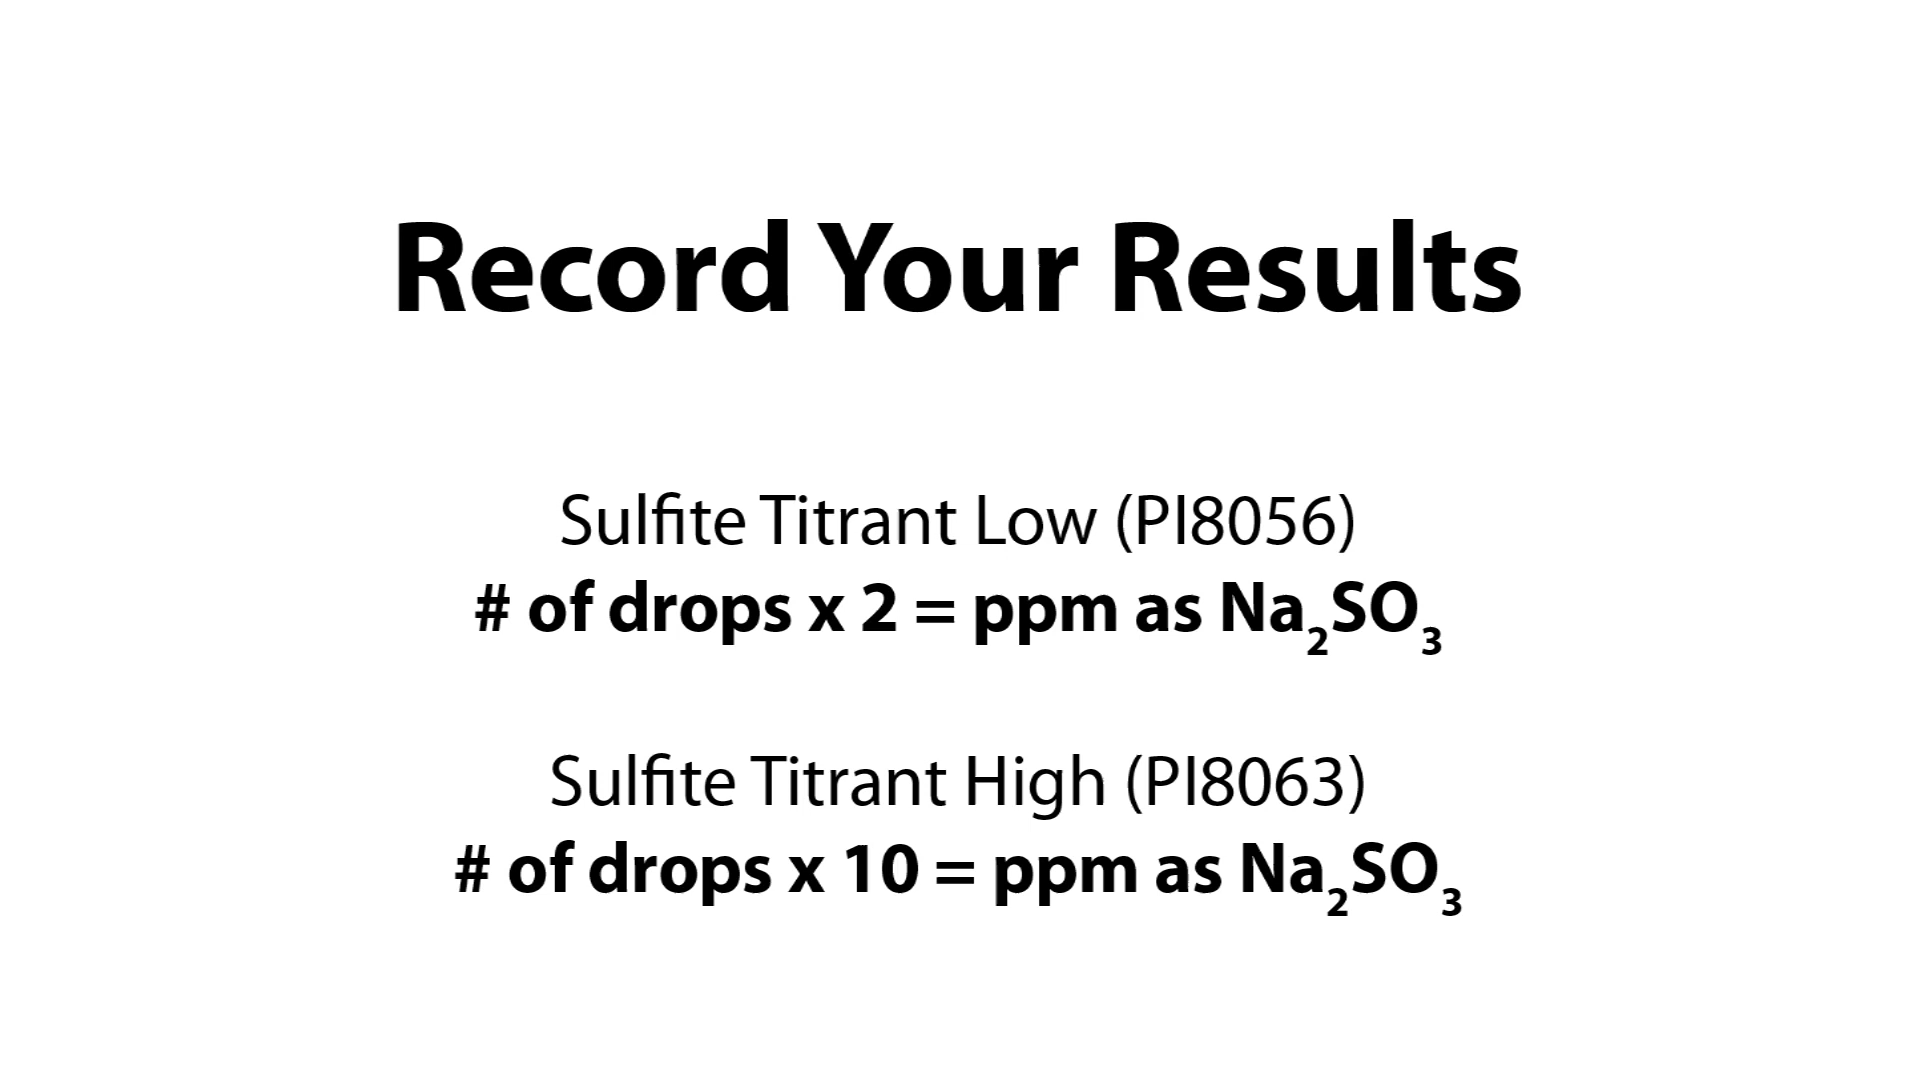 Record Your Results
Sulfite Titrant Low (PI8056)
# of drops x 2 = ppm as Na₂SO₃
Sulfite Titrant High (PI8063)
# of drops x 10 = ppm as Na₂SO₃